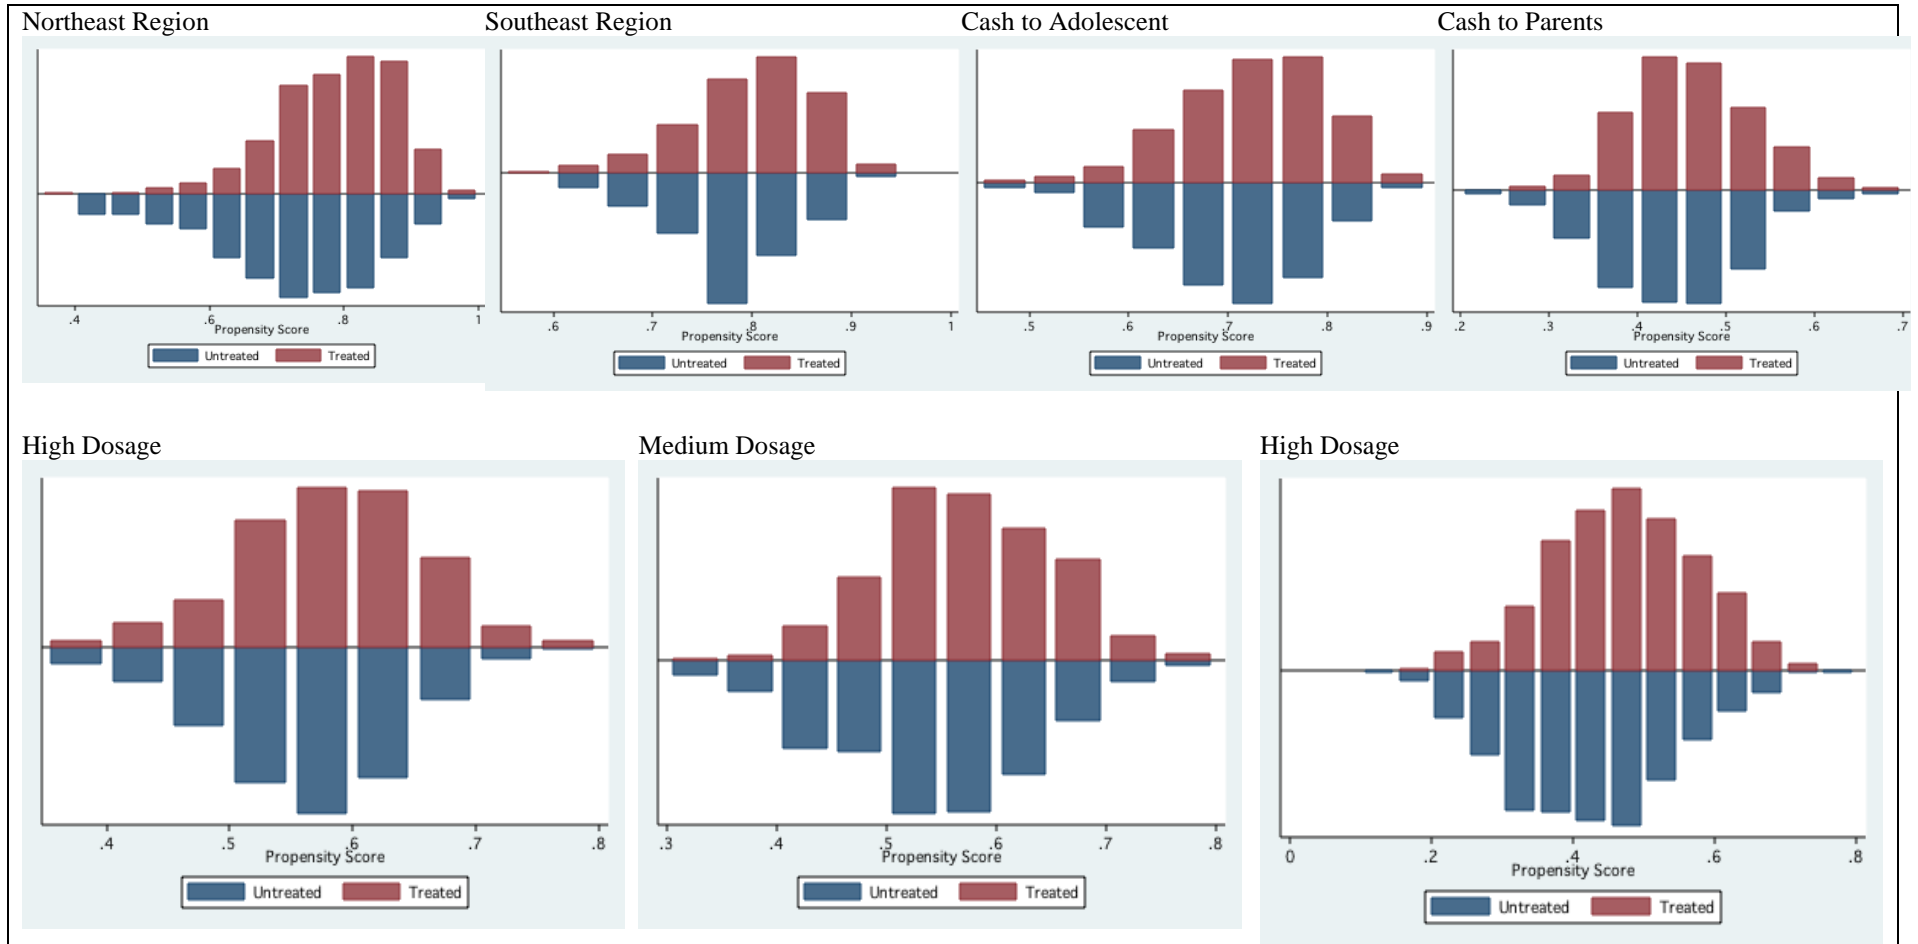 Northeast Region
Southeast Region
Cash to Adolescent
Cash to Parents
.4 .6 .8 1
Propensity Score
Untreated Treated
.6 .7 .8 .9 1
Propensity Score
Untreated Treated
.5 .6 .7 .8 .9
Propensity Score
Untreated Treated
.2 .3 .4 .5 .6 .7
Propensity Score
Untreated Treated
High Dosage
Medium Dosage
High Dosage
.4 .5 .6 .7 .8
Propensity Score
Untreated Treated
.3 .4 .5 .6 .7 .8
Propensity Score
Untreated Treated
0 .2 .4 .6 .8
Propensity Score
Untreated Treated